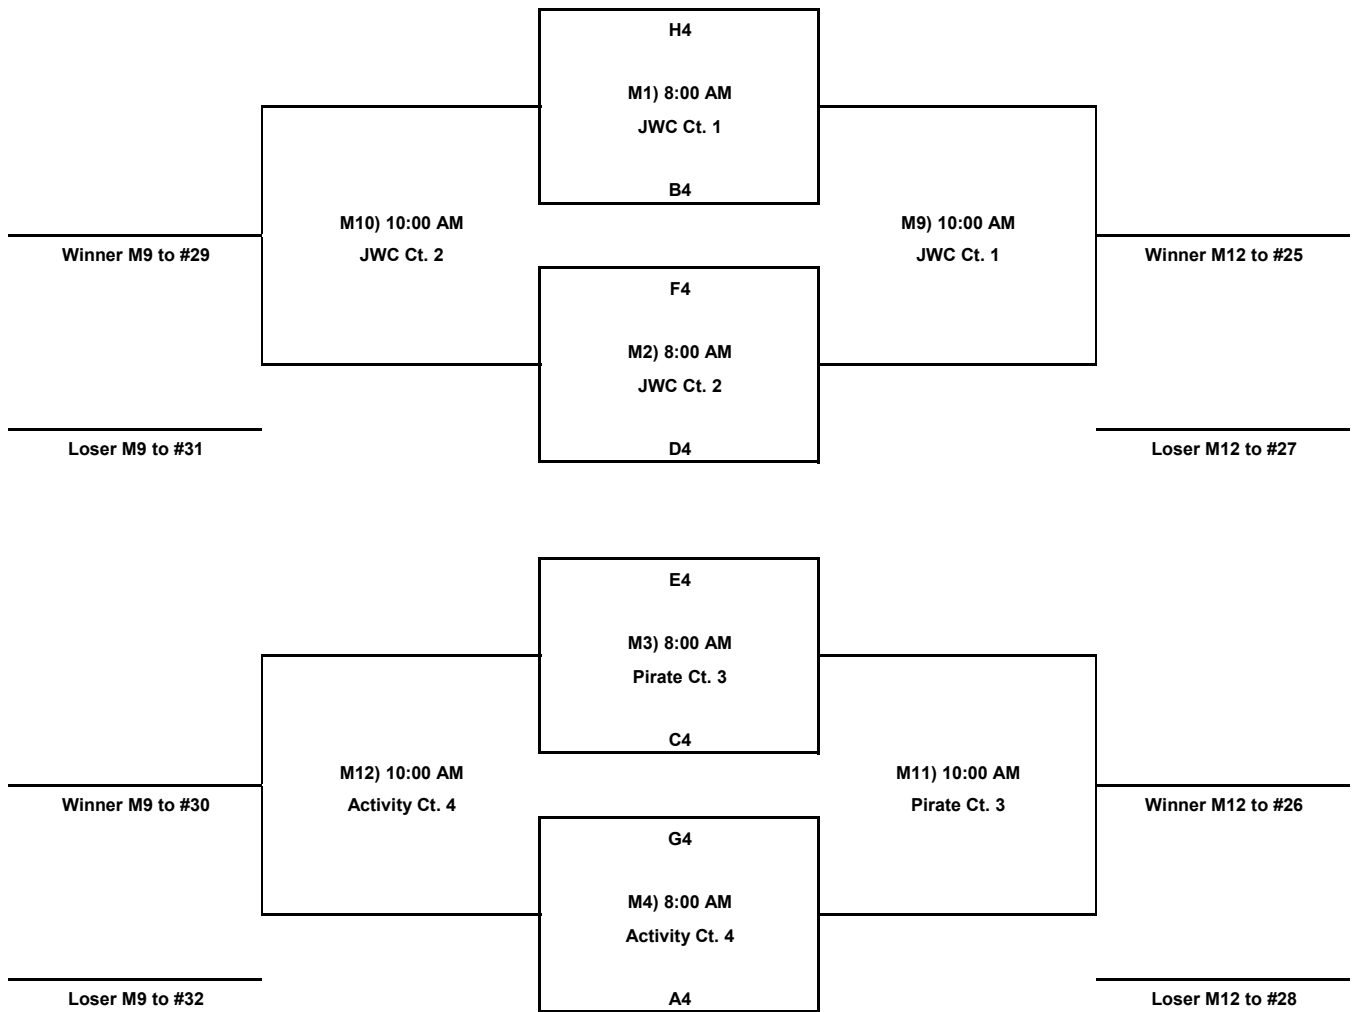 H4
M1) 8:00 AM
JWC Ct. 1
B4
M10) 10:00 AM
JWC Ct. 2
M9) 10:00 AM
JWC Ct. 1
Winner M9 to #29
Winner M12 to #25
F4
M2) 8:00 AM
JWC Ct. 2
D4
Loser M9 to #31
Loser M12 to #27
E4
M3) 8:00 AM
Pirate Ct. 3
C4
M12) 10:00 AM
Activity Ct. 4
M11) 10:00 AM
Pirate Ct. 3
Winner M9 to #30
Winner M12 to #26
G4
M4) 8:00 AM
Activity Ct. 4
A4
Loser M9 to #32
Loser M12 to #28